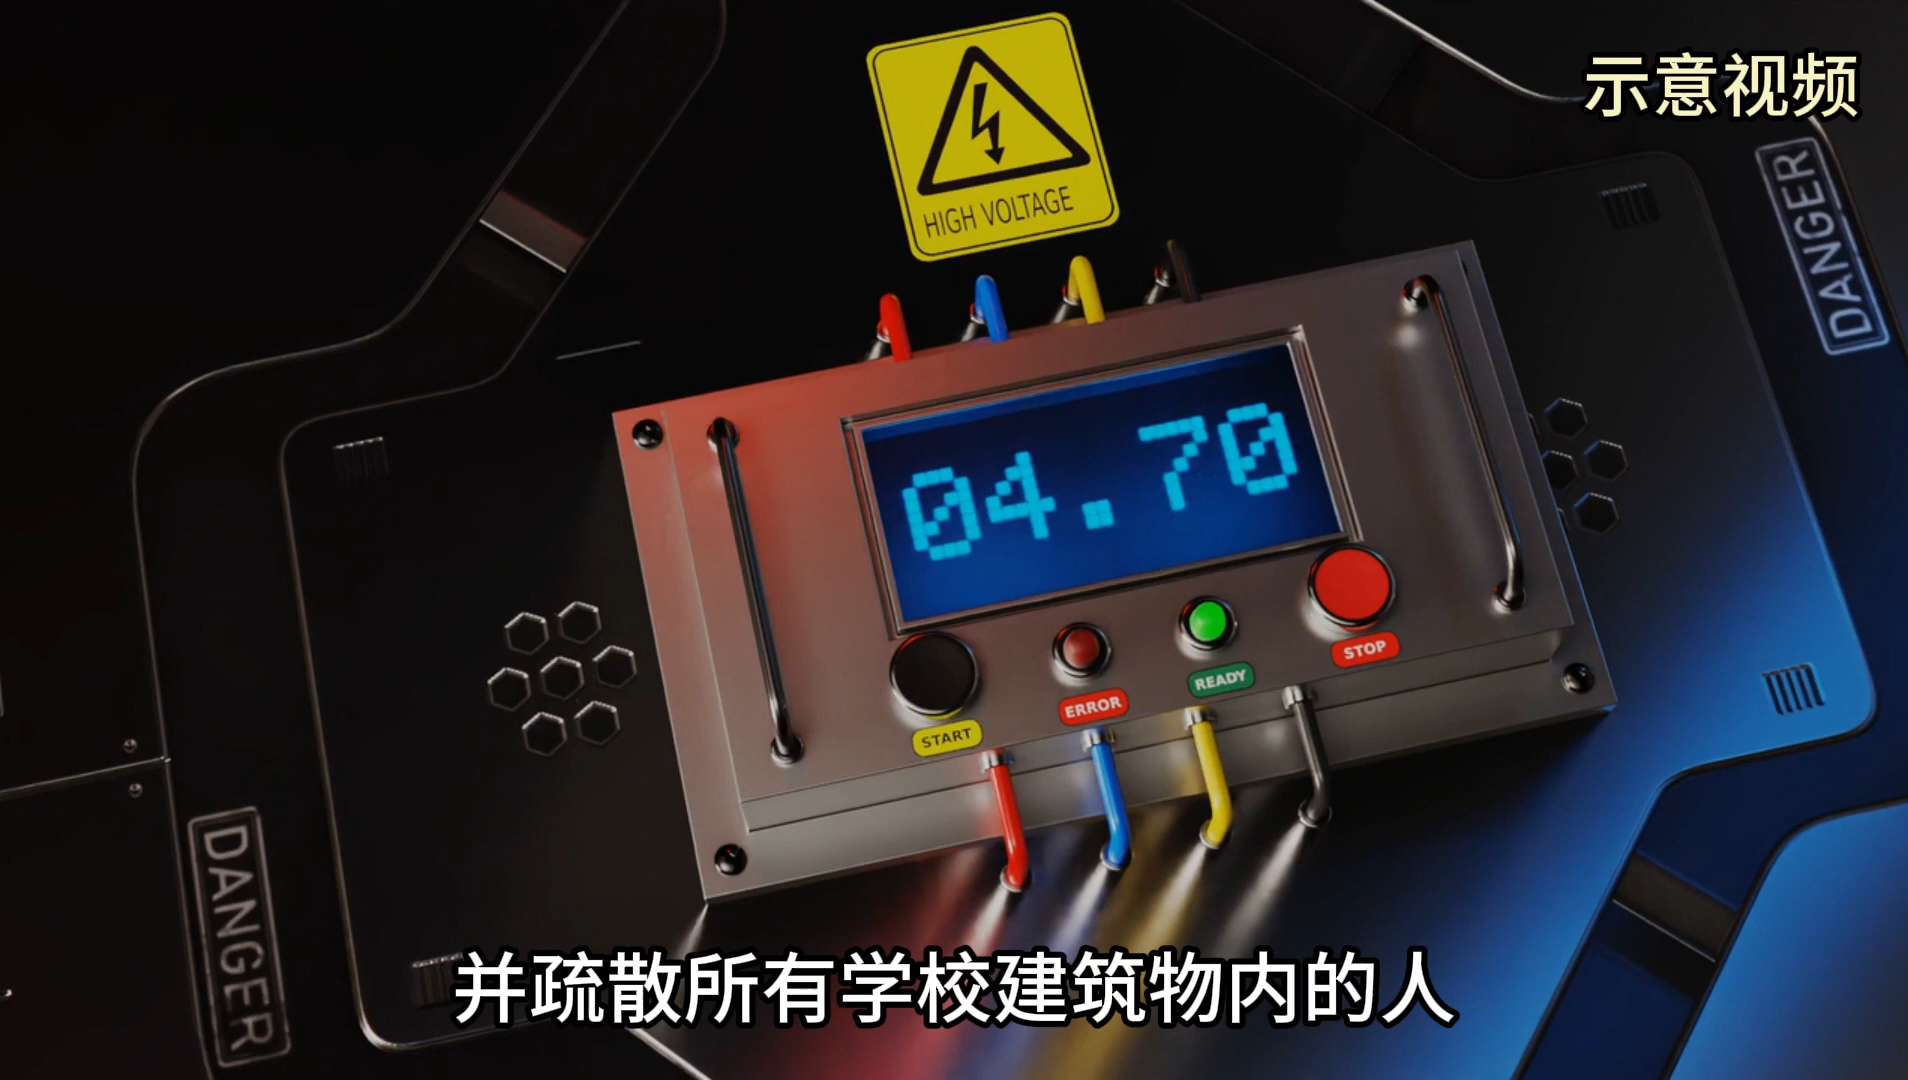 示意视频
HIGH VOLTAGE
DANGER
04.70
START
ERROR
READY
STOP
DANGER
并疏散所有学校建筑物内的人